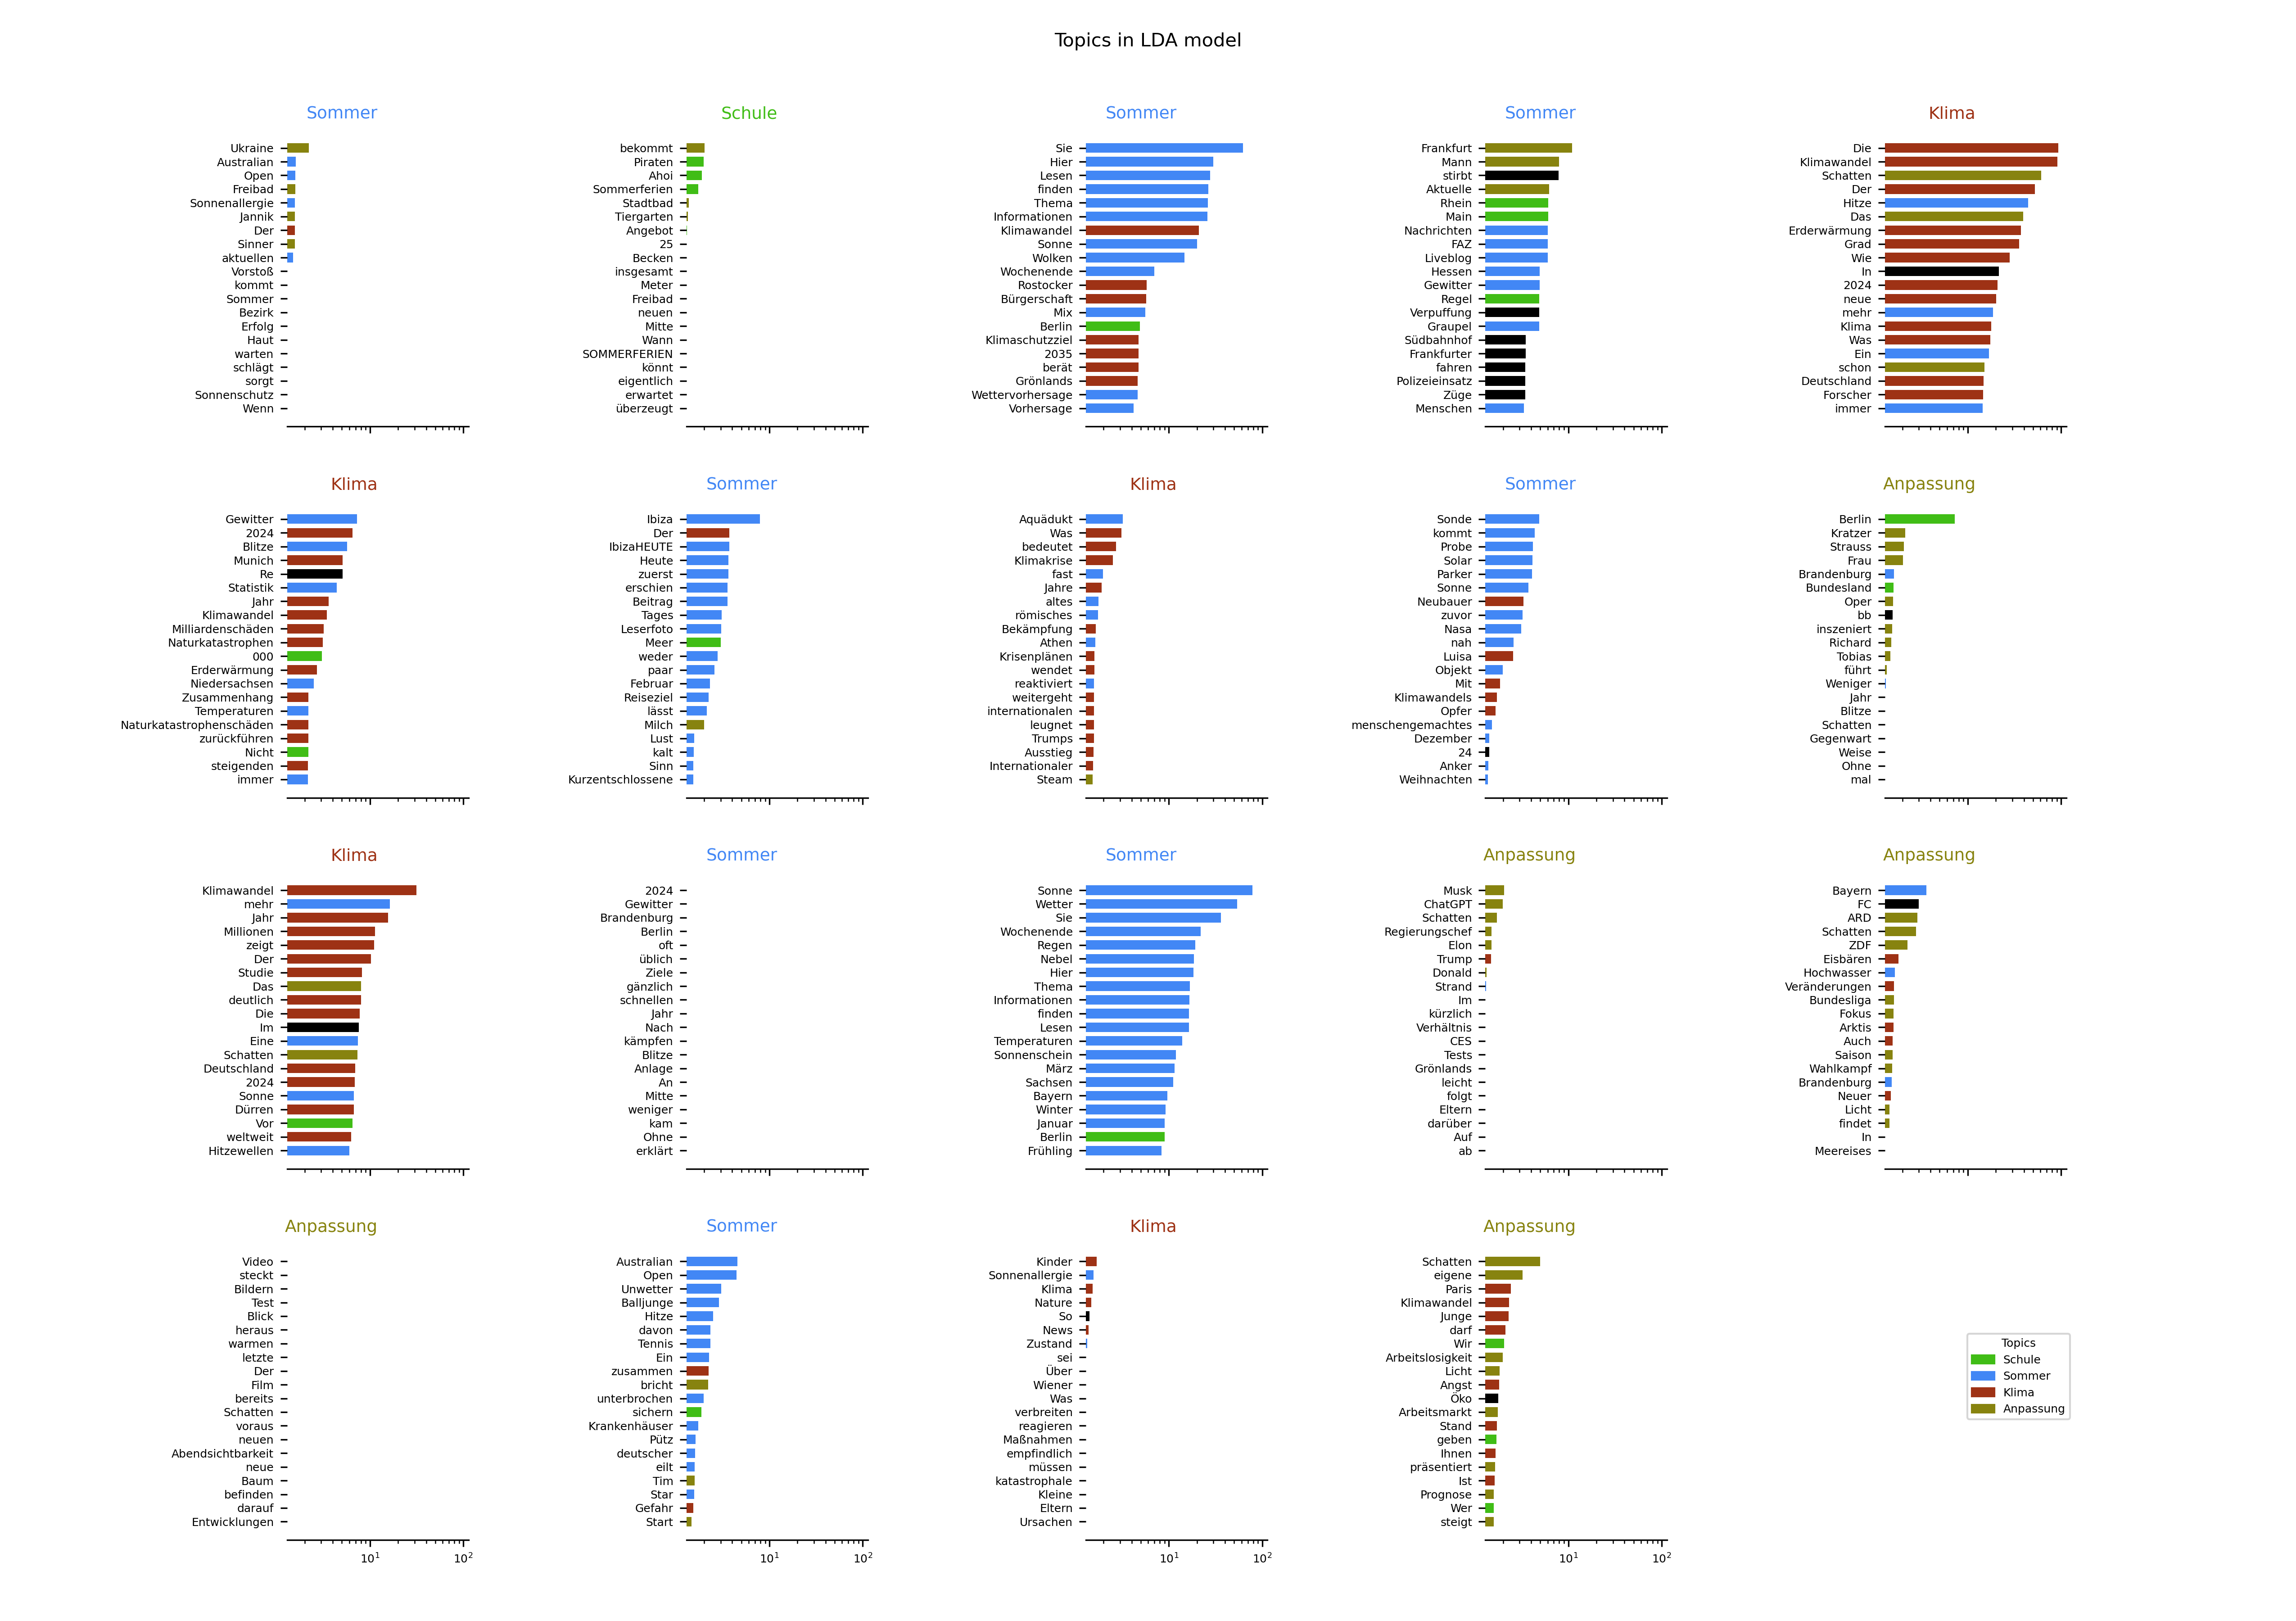 Topics in LDA model
Sommer
Ukraine
Australian
Open
Freibad
Sonnenallergie
Jannik
Der
Sinner
aktuellen
Vorstoß
kommt
Sommer
Bezirk
Erfolg
Haut
warten
schlägt
sorgt
Sonnenschutz
Wenn
Schule
bekommt
Piraten
Ahoi
Sommerferien
Stadtbad
Tiergarten
Angebot
25
Becken
insgesamt
Meter
Freibad
neuen
Mitte
Wann
SOMMERFERIEN
könnt
eigentlich
erwartet
überzeugt
Sommer
Sie
Hier
Lesen
finden
Thema
Informationen
Klimawandel
Sonne
Wolken
Wochenende
Rostocker
Bürgerschaft
Mix
Berlin
Klimaschutzziel
2035
berät
Grönlands
Wettervorhersage
Vorhersage
Sommer
Frankfurt
Mann
stirbt
Aktuelle
Rhein
Main
Nachrichten
FAZ
Liveblog
Hessen
Gewitter
Regel
Verpuffung
Graupel
Südbahnhof
Frankfurter
fahren
Polizeieinsatz
Züge
Menschen
Klima
Die
Klimawandel
Schatten
Der
Hitze
Das
Erderwärmung
Grad
Wie
In
2024
neue
mehr
Klima
Was
Ein
schon
Deutschland
Forscher
immer
Klima
Gewitter
2024
Blitze
Munich
Re
Statistik
Jahr
Klimawandel
Milliardenschäden
Naturkatastrophen
000
Erderwärmung
Niedersachsen
Zusammenhang
Temperaturen
Naturkatastrophenschäden
zurückführen
Nicht
steigenden
immer
Sommer
Ibiza
Der
IbizaHEUTE
Heute
zuerst
erschien
Beitrag
Tages
Leserfoto
Meer
weder
paar
Februar
Reiseziel
lässt
Milch
Lust
kalt
Sinn
Kurzentschlossene
Klima
Aquädukt
Was
bedeutet
Klimakrise
fast
Jahre
altes
römisches
Bekämpfung
Athen
Krisenplänen
wendet
reaktiviert
weitergeht
internationalen
leugnet
Trumps
Ausstieg
Internationaler
Steam
Sommer
Sonde
kommt
Probe
Solar
Parker
Sonne
Neubauer
zuvor
Nasa
nah
Luisa
Objekt
Mit
Klimawandels
Opfer
menschengemachtes
Dezember
24
Anker
Weihnachten
Anpassung
Berlin
Kratzer
Strauss
Frau
Brandenburg
Bundesland
Oper
bb
inszeniert
Richard
Tobias
führt
Weniger
Jahr
Blitze
Schatten
Gegenwart
Weise
Ohne
mal
Klima
Klimawandel
mehr
Jahr
Millionen
zeigt
Der
Studie
Das
deutlich
Die
Im
Eine
Schatten
Deutschland
2024
Sonne
Dürren
Vor
weltweit
Hitzewellen
Sommer
2024
Gewitter
Brandenburg
Berlin
oft
üblich
Ziele
gänzlich
schnellen
Jahr
Nach
kämpfen
Blitze
Anlage
An
Mitte
weniger
kam
Ohne
erklärt
Sommer
Sonne
Wetter
Sie
Wochenende
Regen
Nebel
Hier
Thema
Informationen
finden
Lesen
Temperaturen
Sonnenschein
März
Sachsen
Bayern
Winter
Januar
Berlin
Frühling
Anpassung
Musk
ChatGPT
Schatten
Regierungschef
Elon
Trump
Donald
Strand
Im
kürzlich
Verhältnis
CES
Tests
Grönlands
leicht
folgt
Eltern
darüber
Auf
ab
Anpassung
Bayern
FC
ARD
Schatten
ZDF
Eisbären
Hochwasser
Veränderungen
Bundesliga
Fokus
Arktis
Auch
Saison
Wahlkampf
Brandenburg
Neuer
Licht
findet
In
Meereises
Anpassung
Video
steckt
Bildern
Test
Blick
heraus
warmen
letzte
Der
Film
bereits
Schatten
voraus
neuen
Abendsichtbarkeit
neue
Baum
befinden
darauf
Entwicklungen
10¹ 10²
Sommer
Australian
Open
Unwetter
Balljunge
Hitze
davon
Tennis
Ein
zusammen
bricht
unterbrochen
sichern
Krankenhäuser
Pütz
deutscher
eilt
Tim
Star
Gefahr
Start
10¹ 10²
Klima
Kinder
Sonnenallergie
Klima
Nature
So
News
Zustand
sei
Über
Wiener
Was
verbreiten
reagieren
Maßnahmen
empfindlich
müssen
katastrophale
Kleine
Eltern
Ursachen
10¹ 10²
Anpassung
Schatten
eigene
Paris
Klimawandel
Junge
darf
Wir
Arbeitslosigkeit
Licht
Angst
Öko
Arbeitsmarkt
Stand
geben
Ihnen
präsentiert
Ist
Prognose
Wer
steigt
10¹ 10²
Topics
Schule
Sommer
Klima
Anpassung